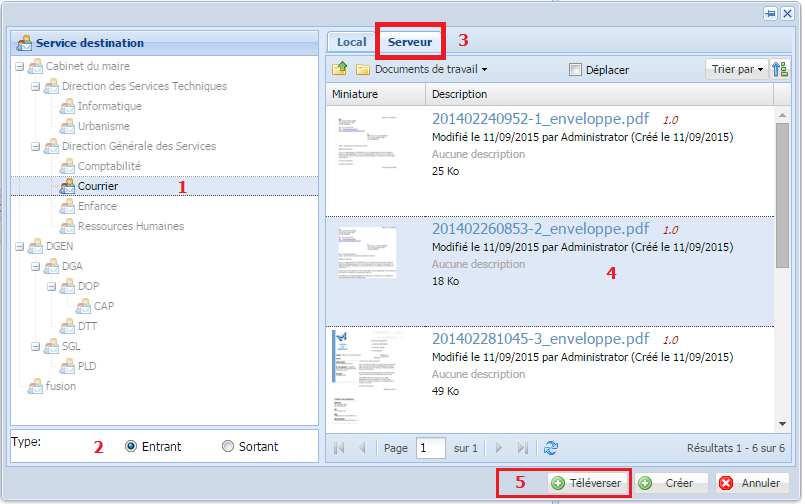 Service destination
Cabinet du maire
Direction des Services Techniques
Informatique
Urbanisme
Direction Générale des Services
Comptabilité
Courrier 1
Enfance
Ressources Humaines
DGEN
DGA
DOP
CAP
DTT
SGL
PLD
fusion
Type: 2 Entrant Sortant
Local Serveur 3
Documents de travail Déplacer Trier par
Miniature Description
201402240952-1_enveloppe.pdf 1.0
Modifié le 11/09/2015 par Administrator (Créé le 11/09/2015)
Aucune description
25 Ko
201402260853-2_enveloppe.pdf 1.0
Modifié le 11/09/2015 par Administrator (Créé le 11/09/2015)
Aucune description
4
18 Ko
201402281045-3_enveloppe.pdf 1.0
Modifié le 11/09/2015 par Administrator (Créé le 11/09/2015)
Aucune description
49 Ko
Page 1 sur 1 Résultats 1 - 6 sur 6
5 Téléverser Créer Annuler